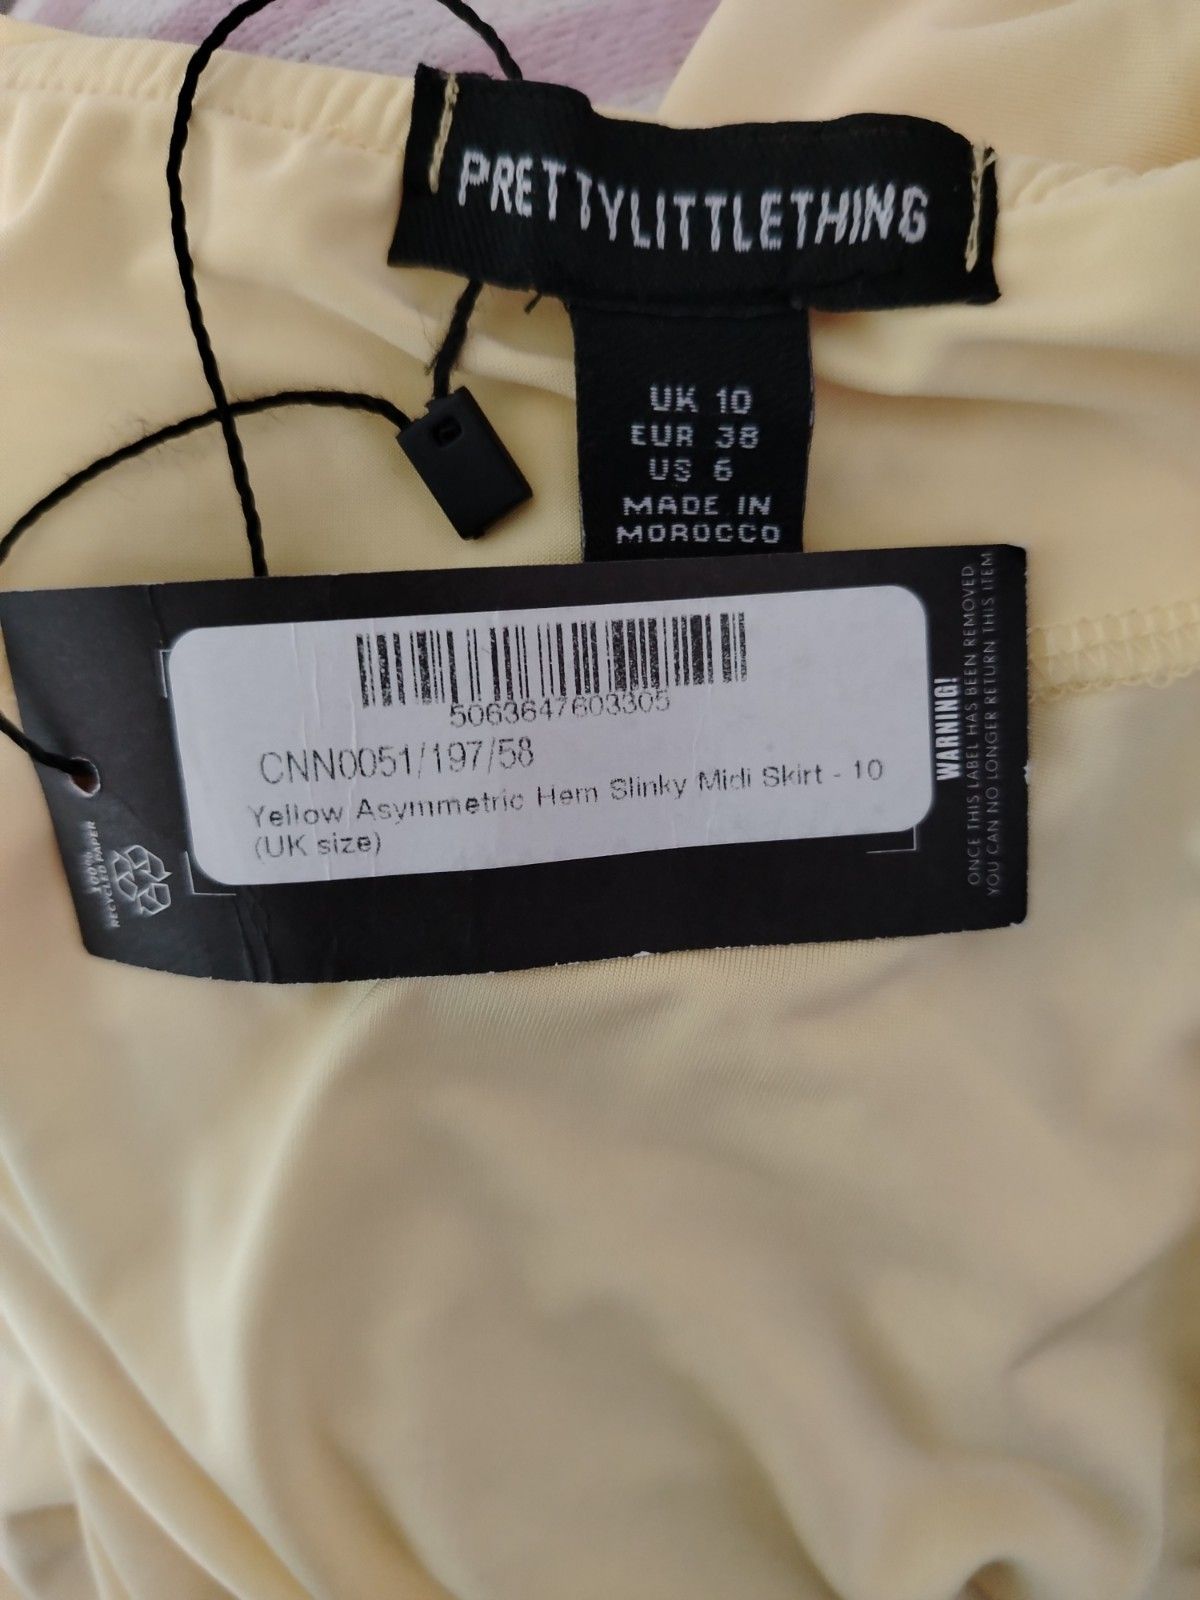 PRETTYLITTLETHING
UK 10
EUR 38
US 6
MADE IN
MOROCCO
5063647603305
CNN0051/197/58
Yellow Asymmetric Hem Slinky Midi Skirt - 10
(UK size)
WARNING!
ONCE THIS LABEL HAS BEEN REMOVED
YOU CAN NO LONGER RETURN THIS ITEM
100%
RECYCLED PAPER